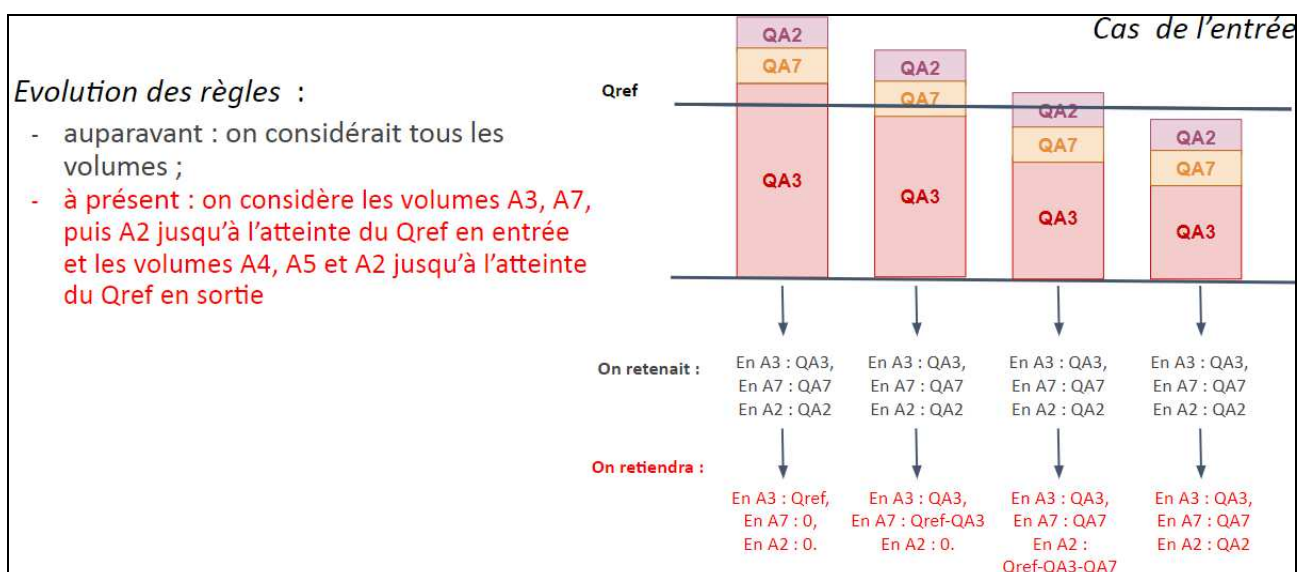 Cas de l'entrée
Evolution des règles :
- auparavant : on considérait tous les
volumes ;
- à présent : on considère les volumes A3, A7,
puis A2 jusqu'à l'atteinte du Qref en entrée
et les volumes A4, A5 et A2 jusqu'à l'atteinte
du Qref en sortie
Qref
QA2
QA7
QA3
QA2
QA7
QA3
QA2
QA7
QA3
QA2
QA7
QA3
On retenait :
En A3 : QA3,
En A7 : QA7
En A2 : QA2
En A3 : QA3,
En A7 : QA7
En A2 : QA2
En A3 : QA3,
En A7 : QA7
En A2 : QA2
En A3 : QA3,
En A7 : QA7
En A2 : QA2
On retiendra :
En A3 : Qref,
En A7 : 0,
En A2 : 0.
En A3 : QA3,
En A7 : Qref-QA3
En A2 : 0.
En A3 : QA3,
En A7 : QA7
En A2 :
Qref-QA3-QA7
En A3 : QA3,
En A7 : QA7
En A2 : QA2